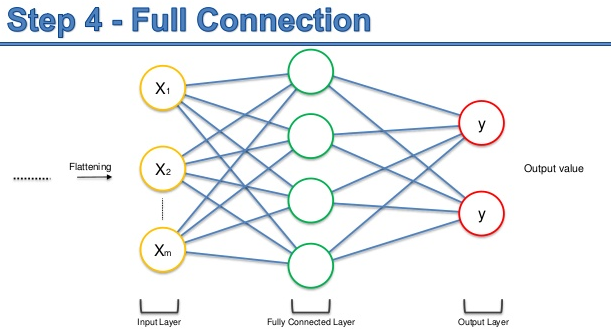 Step 4 - Full Connection
X1
X2
Xm
Flattening
y
y
Output value
Input Layer
Fully Connected Layer
Output Layer